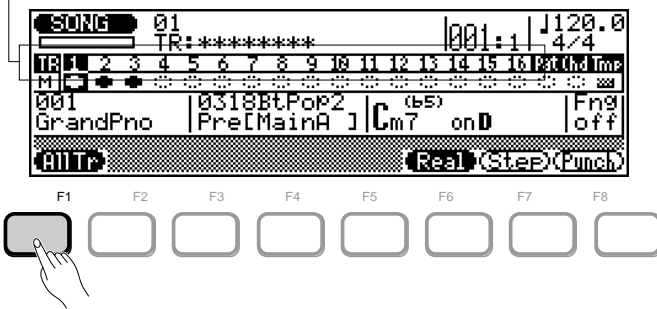 SONG 01 001:1 ♩120.0
TR:******** 4/4
TR 1 2 3 4 5 6 7 8 9 10 11 12 13 14 15 16 Pat Chd Tmp
M
001 0318BtPop2 Cm7 (b5) onD Fng
GrandPno Pre[MainA ] off
AllTr Real Step Punch
F1 F2 F3 F4 F5 F6 F7 F8